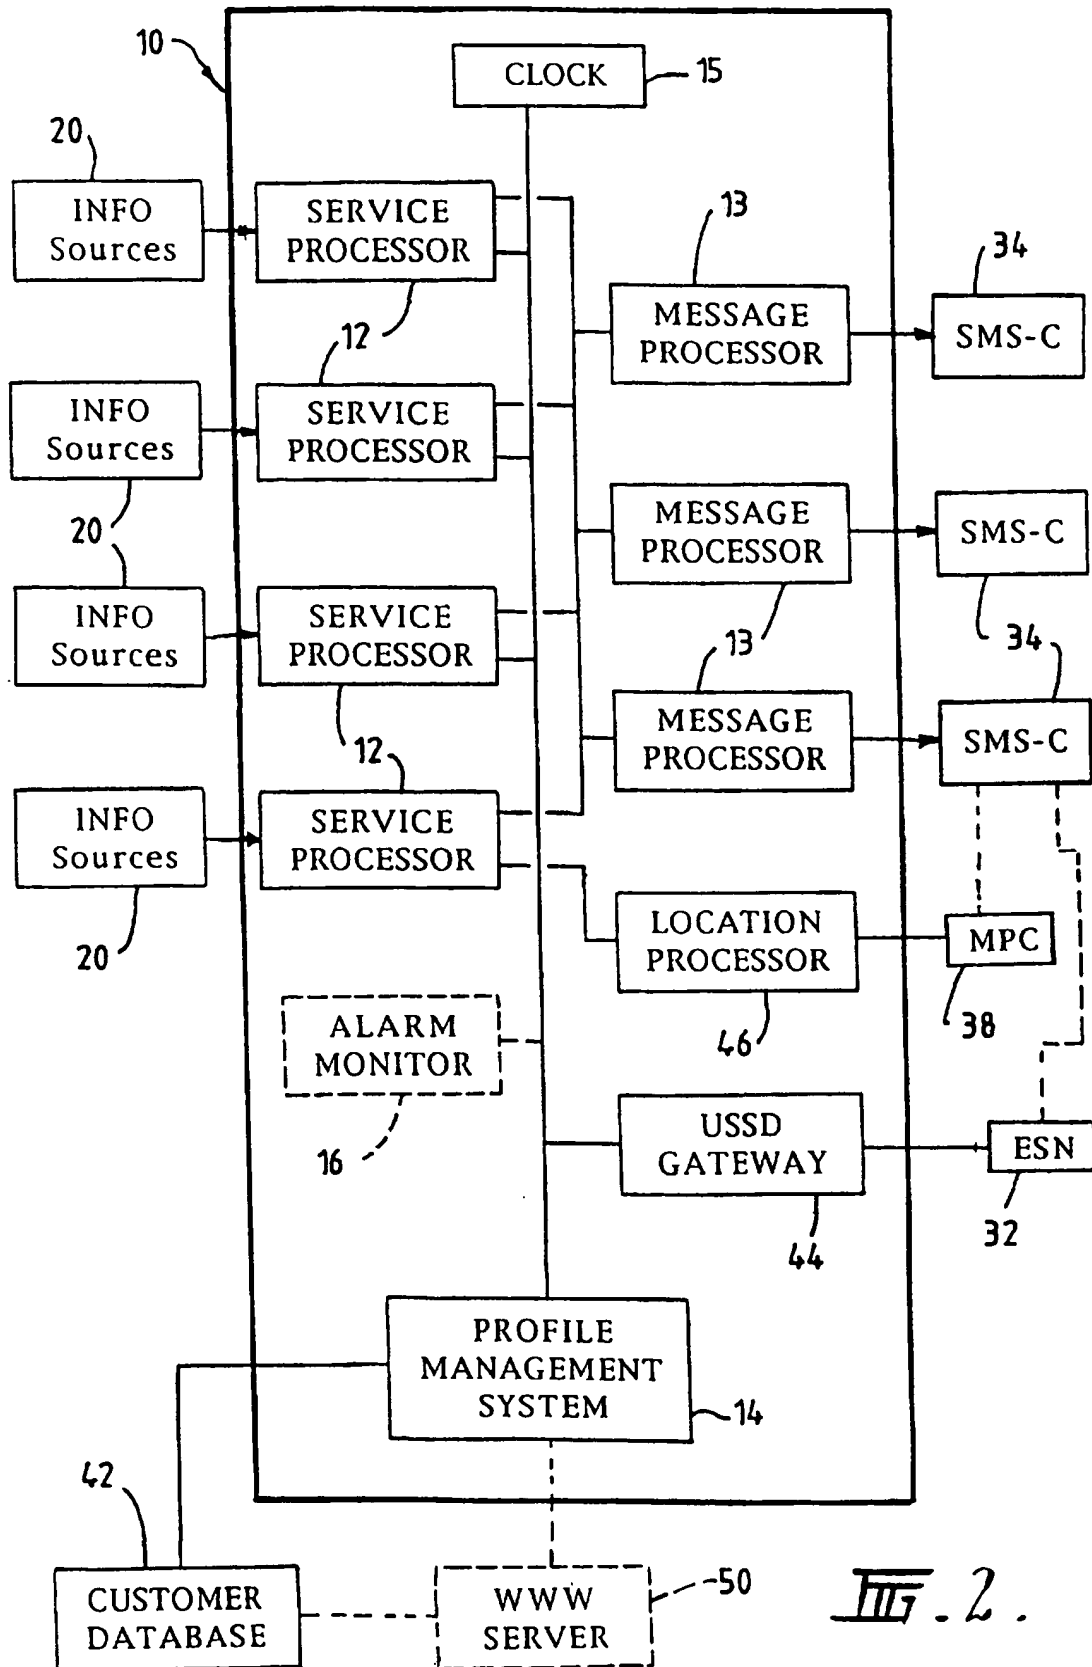 10
CLOCK
15
20
INFO
Sources
SERVICE
PROCESSOR
13
34
MESSAGE
PROCESSOR
SMS-C
12
INFO
Sources
SERVICE
PROCESSOR
20
MESSAGE
PROCESSOR
SMS-C
INFO
Sources
SERVICE
PROCESSOR
13
34
12
MESSAGE
PROCESSOR
SMS-C
INFO
Sources
SERVICE
PROCESSOR
20
LOCATION
PROCESSOR
MPC
46
38
ALARM
MONITOR
16
USSD
GATEWAY
ESN
44
32
PROFILE
MANAGEMENT
SYSTEM
14
42
CUSTOMER
DATABASE
WWW
SERVER
50
FIG. 2.